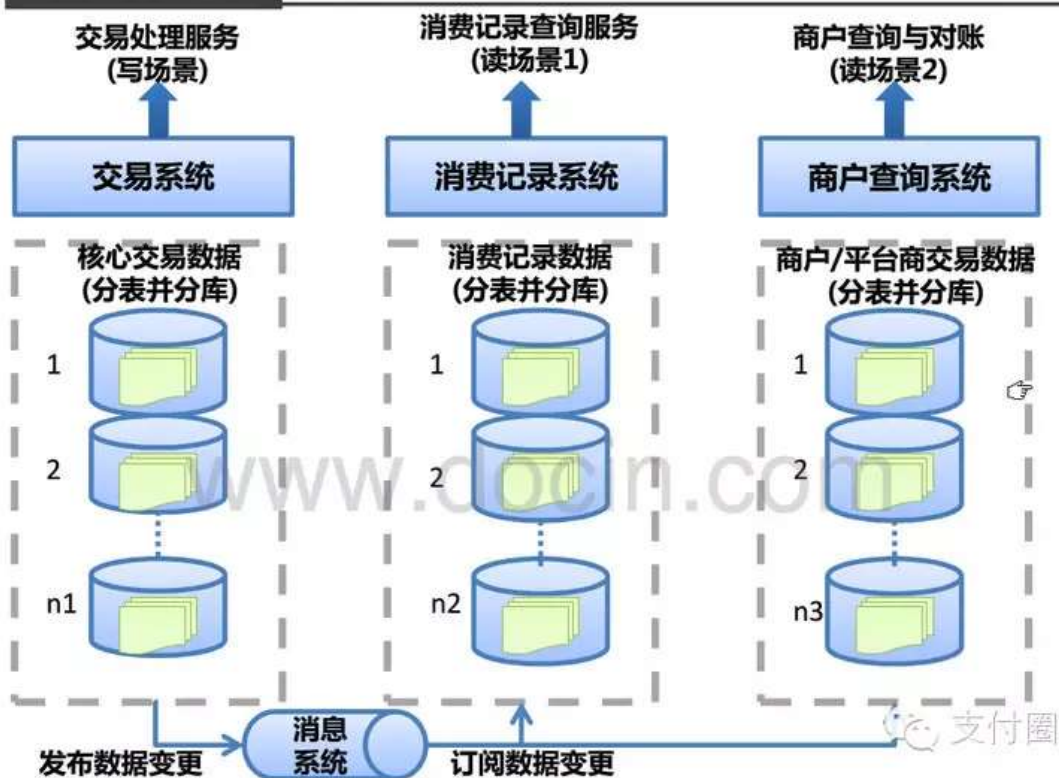 交易处理服务
(写场景)
消费记录查询服务
(读场景1)
商户查询与对账
(读场景2)
交易系统
消费记录系统
商户查询系统
核心交易数据
(分表并分库)
消费记录数据
(分表并分库)
商户/平台商交易数据
(分表并分库)
1
1
1
2
2
2
www.docin.com
n1
n2
n3
发布数据变更
消息
系统
订阅数据变更
支付圈